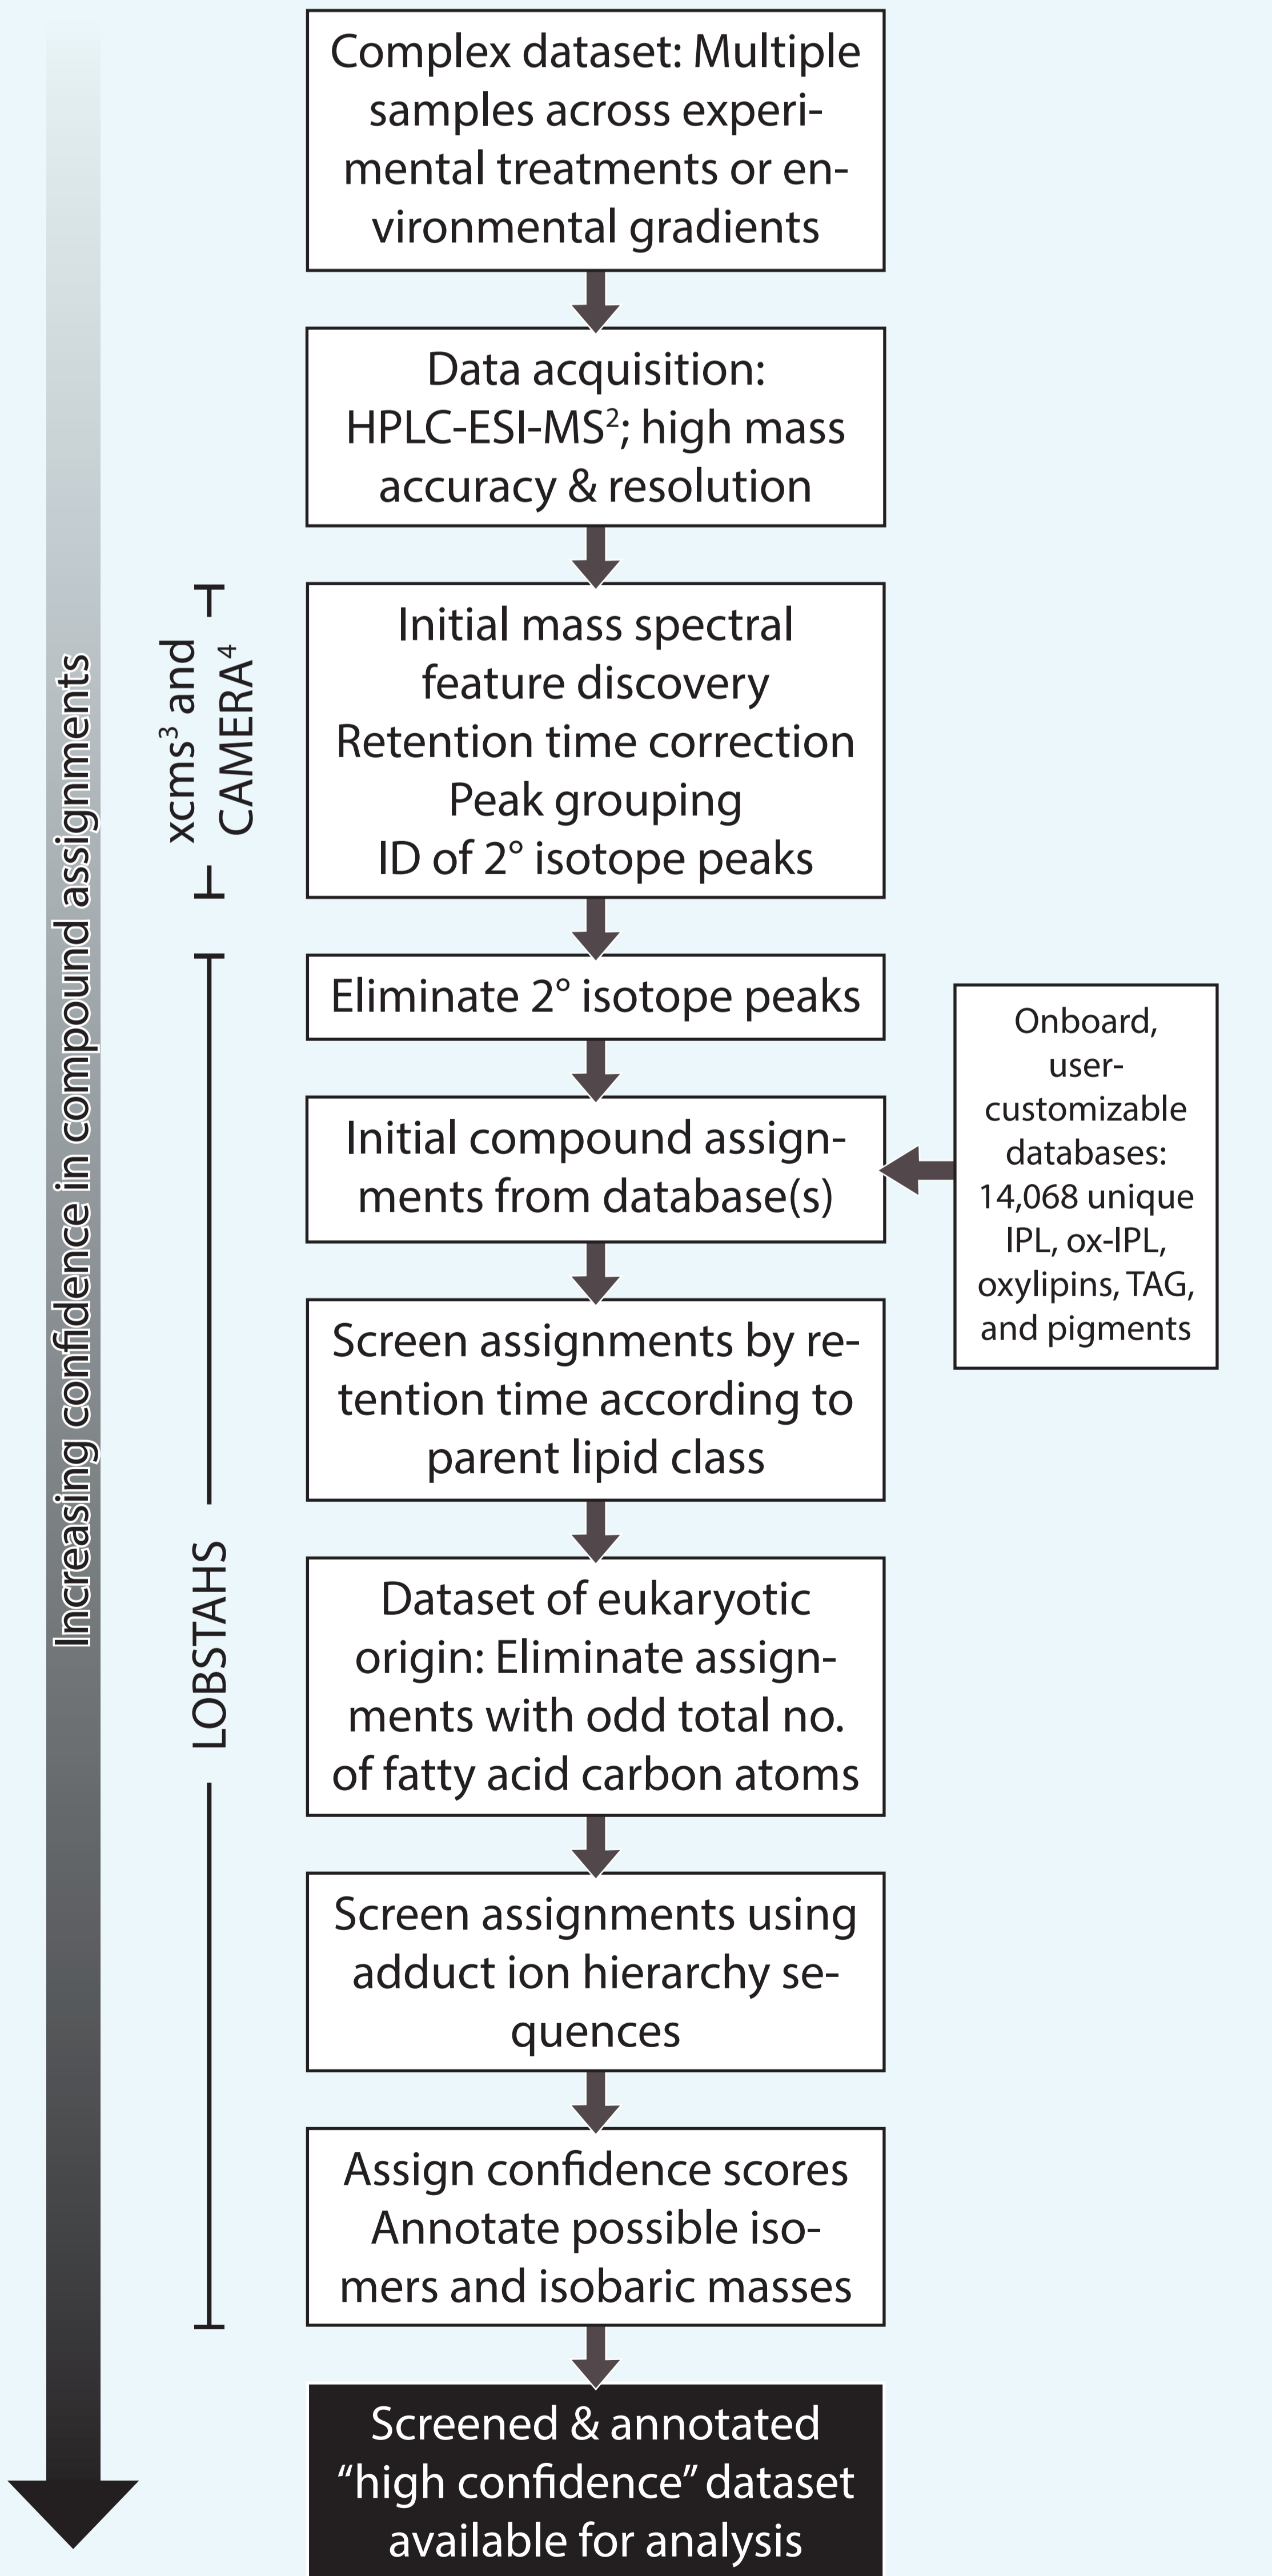 Complex dataset: Multiple
samples across experi-
mental treatments or en-
vironmental gradients
Data acquisition:
HPLC-ESI-MS²; high mass
accuracy & resolution
Initial mass spectral
feature discovery
Retention time correction
Peak grouping
ID of 2° isotope peaks
xcms³ and
CAMERA⁴
Eliminate 2° isotope peaks
Initial compound assign-
ments from database(s)
Onboard,
user-
customizable
databases:
14,068 unique
IPL, ox-IPL,
oxylipins, TAG,
and pigments
Screen assignments by re-
tention time according to
parent lipid class
Dataset of eukaryotic
origin: Eliminate assign-
ments with odd total no.
of fatty acid carbon atoms
Screen assignments using
adduct ion hierarchy se-
quences
Assign confidence scores
Annotate possible iso-
mers and isobaric masses
LOBSTAHS
Screened & annotated
“high confidence” dataset
available for analysis
Increasing confidence in compound assignments